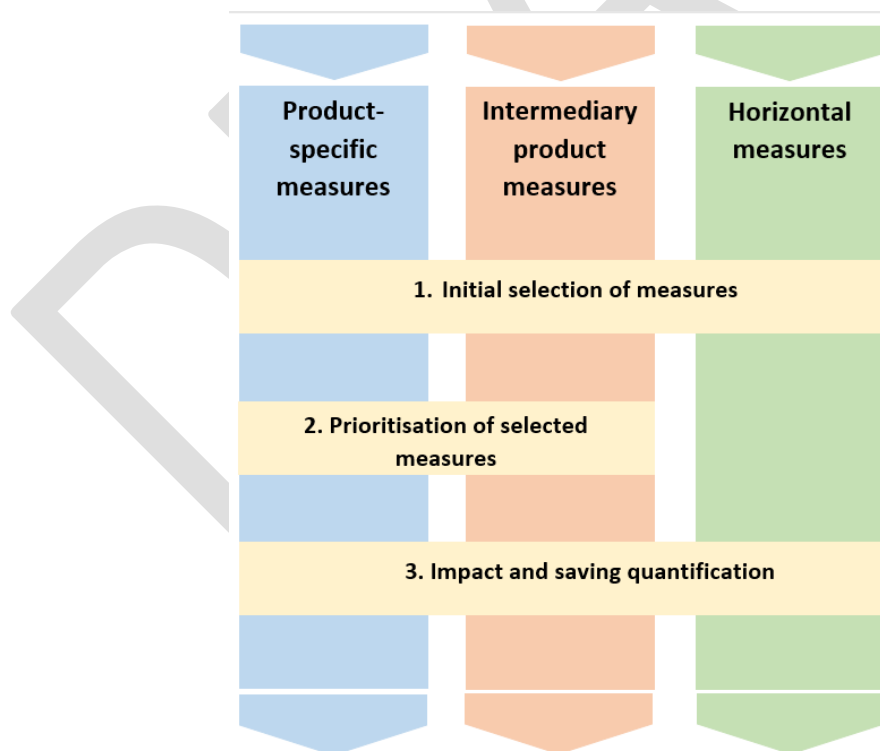 Product-
specific
measures
Intermediary
product
measures
Horizontal
measures
1. Initial selection of measures
2. Prioritisation of selected
measures
3. Impact and saving quantification